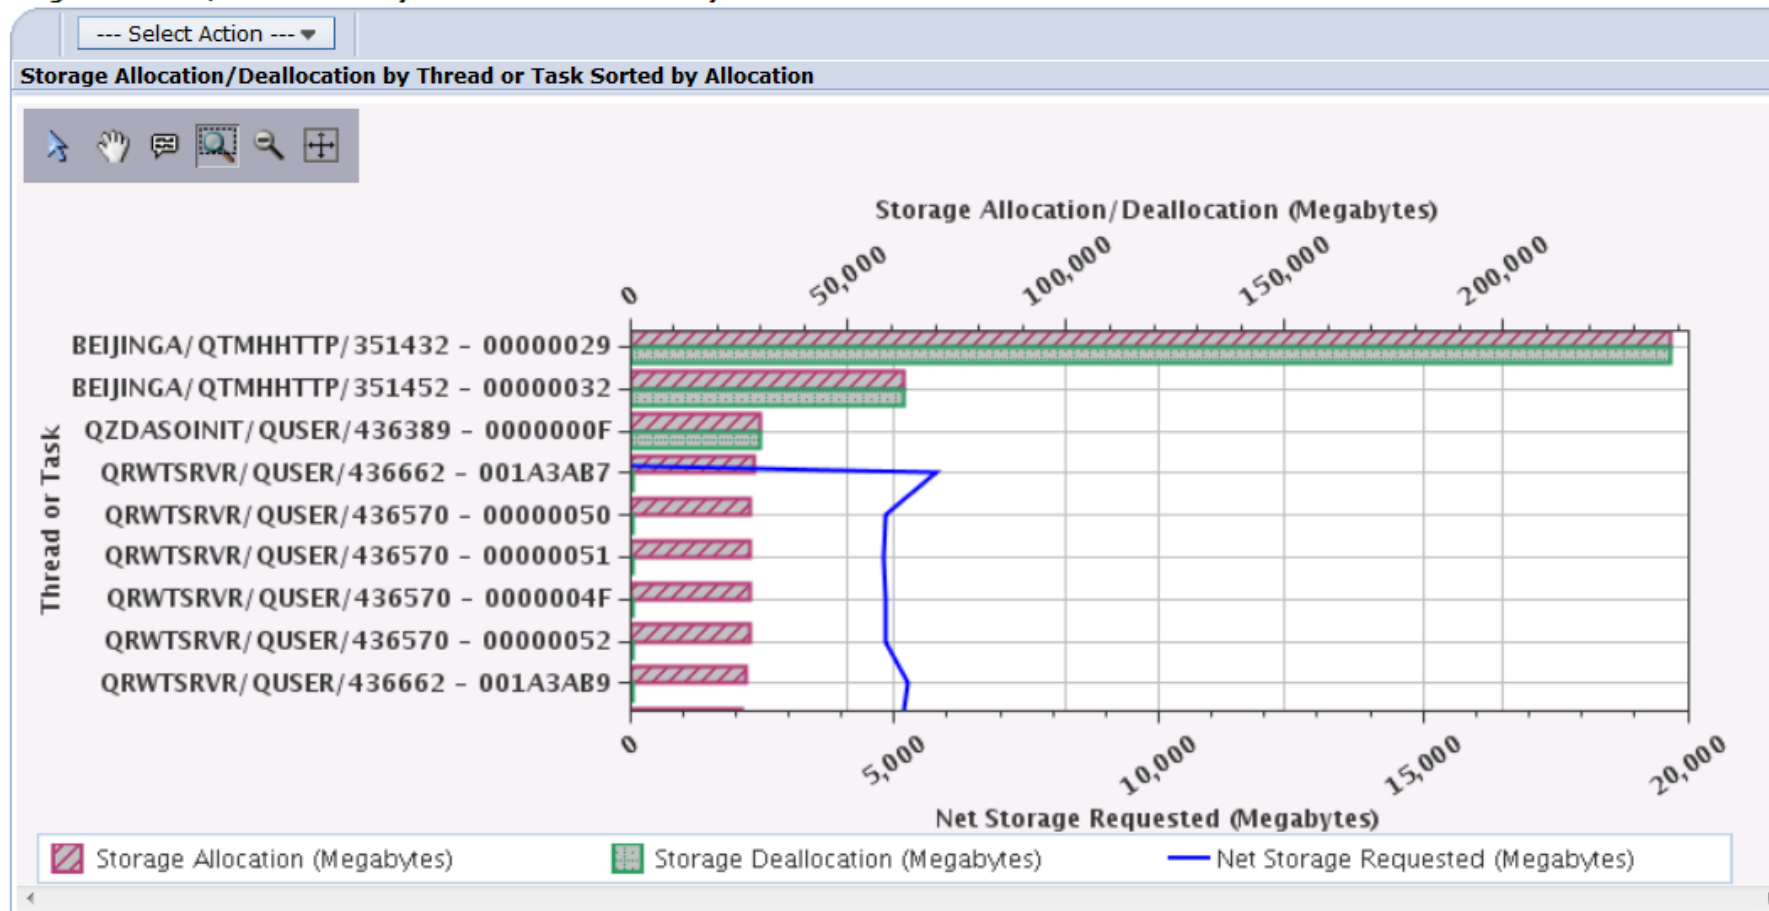 --- Select Action ---
Storage Allocation/Deallocation by Thread or Task Sorted by Allocation
Storage Allocation/Deallocation (Megabytes)
0 50,000 100,000 150,000 200,000
Thread or Task
BEIJINGA/QTMHHTTP/351432 - 00000029
BEIJINGA/QTMHHTTP/351452 - 00000032
QZDASOINIT/QUSER/436389 - 0000000F
QRWTSRVR/QUSER/436662 - 001A3AB7
QRWTSRVR/QUSER/436570 - 00000050
QRWTSRVR/QUSER/436570 - 00000051
QRWTSRVR/QUSER/436570 - 0000004F
QRWTSRVR/QUSER/436570 - 00000052
QRWTSRVR/QUSER/436662 - 001A3AB9
0 5,000 10,000 15,000 20,000
Net Storage Requested (Megabytes)
Storage Allocation (Megabytes) Storage Deallocation (Megabytes) Net Storage Requested (Megabytes)